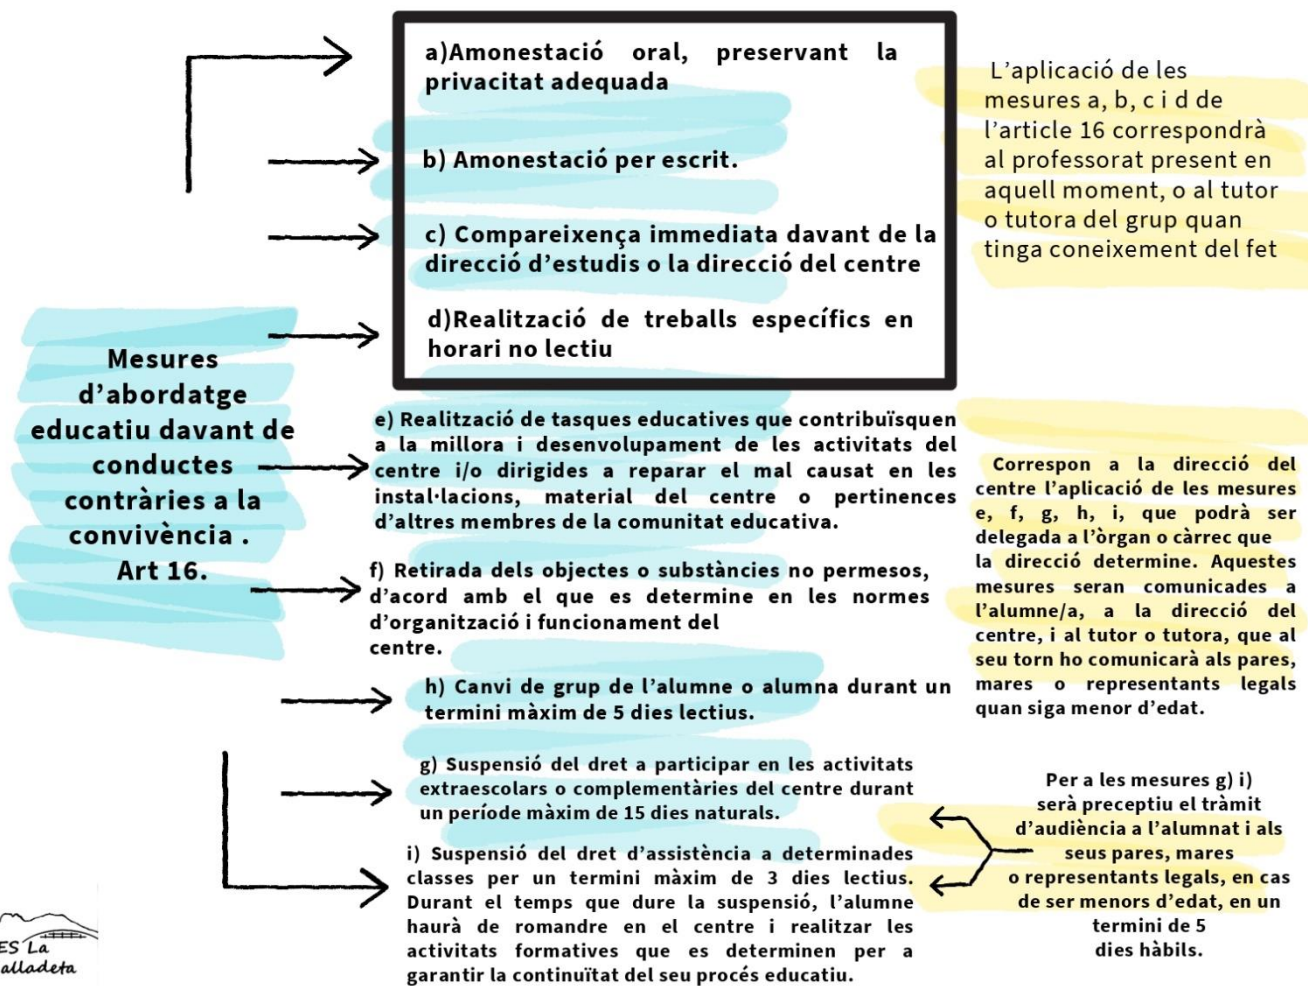 a)Amonestació oral, preservant la
privacitat adequada
b) Amonestació per escrit.
c) Compareixença immediata davant de la
direcció d'estudis o la direcció del centre
d)Realització de treballs específics en
horari no lectiu
L'aplicació de les
mesures a, b, c i d de
l'article 16 correspondrà
al professorat present en
aquell moment, o al tutor
o tutora del grup quan
tinga coneixement del fet
Mesures
d'abordatge
educatiu davant de
conductes
contràries a la
convivència .
Art 16.
e) Realització de tasques educatives que contribuïsquen
a la millora i desenvolupament de les activitats del
centre i/o dirigides a reparar el mal causat en les
instal·lacions, material del centre o pertinences
d'altres membres de la comunitat educativa.
f) Retirada dels objectes o substàncies no permesos,
d'acord amb el que es determine en les normes
d'organització i funcionament del
centre.
Correspon a la direcció del
centre l'aplicació de les mesures
e, f, g, h, i, que podrà ser
delegada a l'òrgan o càrrec que
la direcció determine. Aquestes
mesures seran comunicades a
l'alumne/a, a la direcció del
centre, i al tutor o tutora, que al
seu torn ho comunicarà als pares,
mares o representants legals
quan siga menor d'edat.
h) Canvi de grup de l'alumne o alumna durant un
termini màxim de 5 dies lectius.
g) Suspensió del dret a participar en les activitats
extraescolars o complementàries del centre durant
un període màxim de 15 dies naturals.
i) Suspensió del dret d'assistència a determinades
classes per un termini màxim de 3 dies lectius.
Durant el temps que dure la suspensió, l'alumne
haurà de romandre en el centre i realitzar les
activitats formatives que es determinen per a
garantir la continuïtat del seu procés educatiu.
Per a les mesures g) i)
serà preceptiu el tràmit
d'audiència a l'alumnat i als
seus pares, mares
o representants legals, en cas
de ser menors d'edat, en un
termini de 5
dies hàbils.
ES La
alladeta